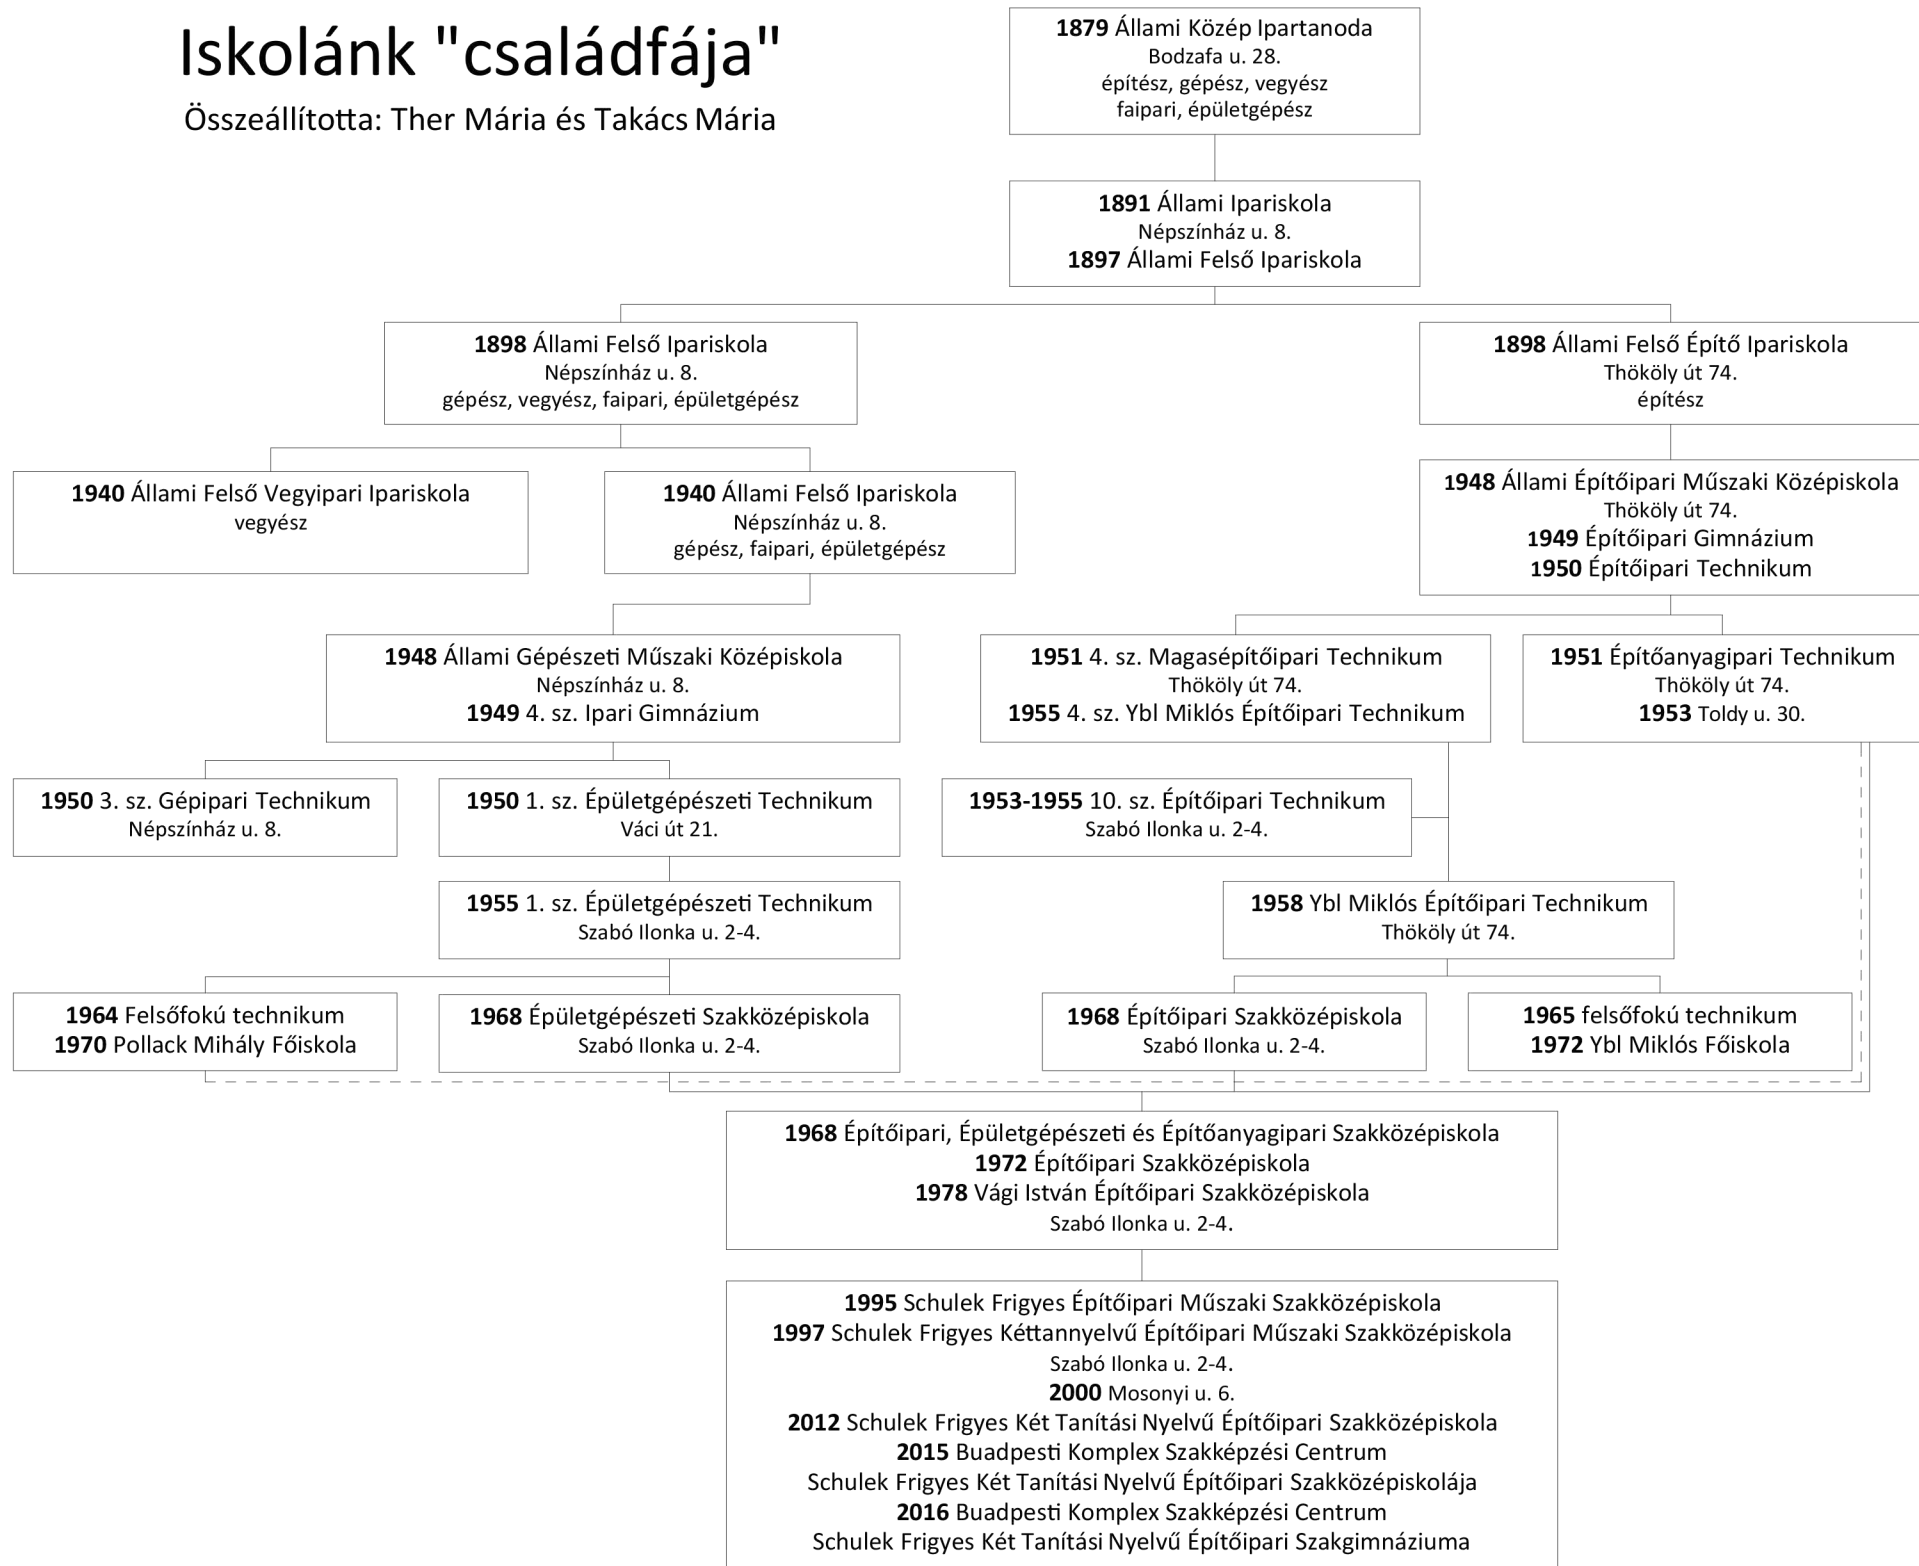 Iskolánk "családfája"
Összeállította: Ther Mária és Takács Mária
1879 Állami Közép Ipartanoda
Bodzafa u. 28.
építész, gépész, vegyész
faipari, épületgépész
1891 Állami Ipariskola
Népszínház u. 8.
1897 Állami Felső Ipariskola
1898 Állami Felső Ipariskola
Népszínház u. 8.
gépész, vegyész, faipari, épületgépész
1898 Állami Felső Építő Ipariskola
Thököly út 74.
építész
1940 Állami Felső Vegyipari Ipariskola
vegyész
1940 Állami Felső Ipariskola
Népszínház u. 8.
gépész, faipari, épületgépész
1948 Állami Építőipari Műszaki Középiskola
Thököly út 74.
1949 Építőipari Gimnázium
1950 Építőipari Technikum
1948 Állami Gépészeti Műszaki Középiskola
Népszínház u. 8.
1949 4. sz. Ipari Gimnázium
1951 4. sz. Magasépítőipari Technikum
Thököly út 74.
1955 4. sz. Ybl Miklós Építőipari Technikum
1951 Építőanyagipari Technikum
Thököly út 74.
1953 Toldy u. 30.
1950 3. sz. Gépipari Technikum
Népszínház u. 8.
1950 1. sz. Épületgépészeti Technikum
Váci út 21.
1953-1955 10. sz. Építőipari Technikum
Szabó Ilonka u. 2-4.
1955 1. sz. Épületgépészeti Technikum
Szabó Ilonka u. 2-4.
1958 Ybl Miklós Építőipari Technikum
Thököly út 74.
1964 Felsőfokú technikum
1970 Pollack Mihály Főiskola
1968 Épületgépészeti Szakközépiskola
Szabó Ilonka u. 2-4.
1968 Építőipari Szakközépiskola
Szabó Ilonka u. 2-4.
1965 felsőfokú technikum
1972 Ybl Miklós Főiskola
1968 Építőipari, Épületgépészeti és Építőanyagipari Szakközépiskola
1972 Építőipari Szakközépiskola
1978 Vági István Építőipari Szakközépiskola
Szabó Ilonka u. 2-4.
1995 Schulek Frigyes Építőipari Műszaki Szakközépiskola
1997 Schulek Frigyes Kéttannyelvű Építőipari Műszaki Szakközépiskola
Szabó Ilonka u. 2-4.
2000 Mosonyi u. 6.
2012 Schulek Frigyes Két Tanítási Nyelvű Építőipari Szakközépiskola
2015 Buadpesti Komplex Szakképzési Centrum
Schulek Frigyes Két Tanítási Nyelvű Építőipari Szakközépiskolája
2016 Buadpesti Komplex Szakképzési Centrum
Schulek Frigyes Két Tanítási Nyelvű Építőipari Szakgimnáziuma